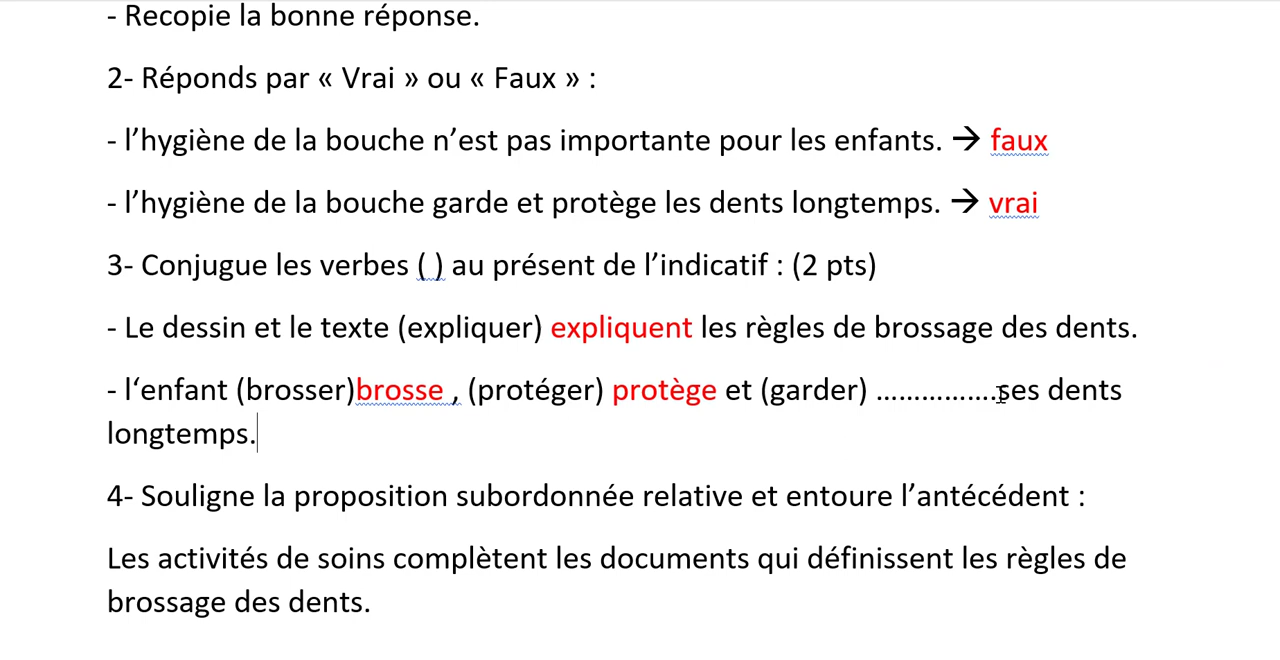 - Recopie la bonne réponse.
2- Réponds par « Vrai » ou « Faux » :
- l’hygiène de la bouche n’est pas importante pour les enfants. → faux
- l’hygiène de la bouche garde et protège les dents longtemps. → vrai
3- Conjugue les verbes ( ) au présent de l’indicatif : (2 pts)
- Le dessin et le texte (expliquer) expliquent les règles de brossage des dents.
- l‘enfant (brosser)brosse , (protéger) protège et (garder) …………….ses dents
longtemps.
4- Souligne la proposition subordonnée relative et entoure l’antécédent :
Les activités de soins complètent les documents qui définissent les règles de
brossage des dents.